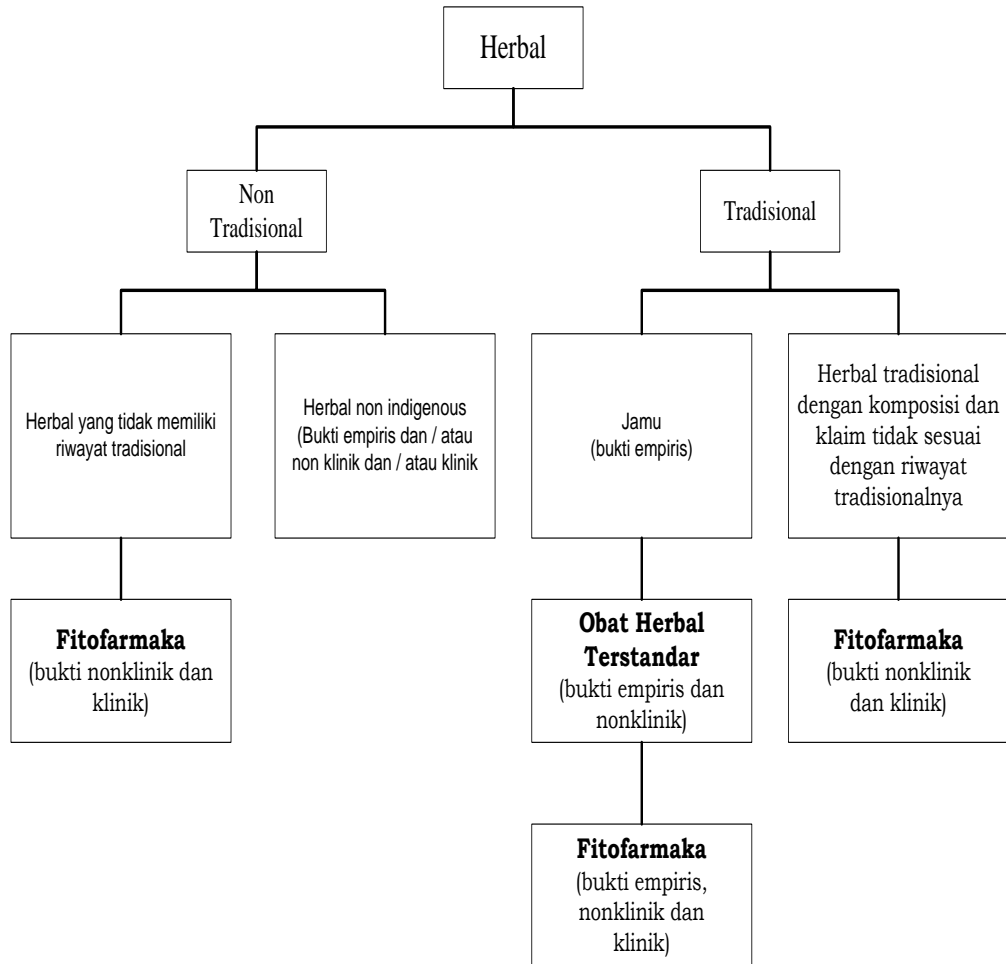 Herbal
Non
Tradisional
Tradisional
Herbal yang tidak memiliki
riwayat tradisional
Herbal non indigenous
(Bukti empiris dan / atau
non klinik dan / atau klinik
Jamu
(bukti empiris)
Herbal tradisional
dengan komposisi dan
klaim tidak sesuai
dengan riwayat
tradisionalnya
Fitofarmaka
(bukti nonklinik dan
klinik)
Obat Herbal
Terstandar
(bukti empiris dan
nonklinik)
Fitofarmaka
(bukti nonklinik
dan klinik)
Fitofarmaka
(bukti empiris,
nonklinik dan
klinik)